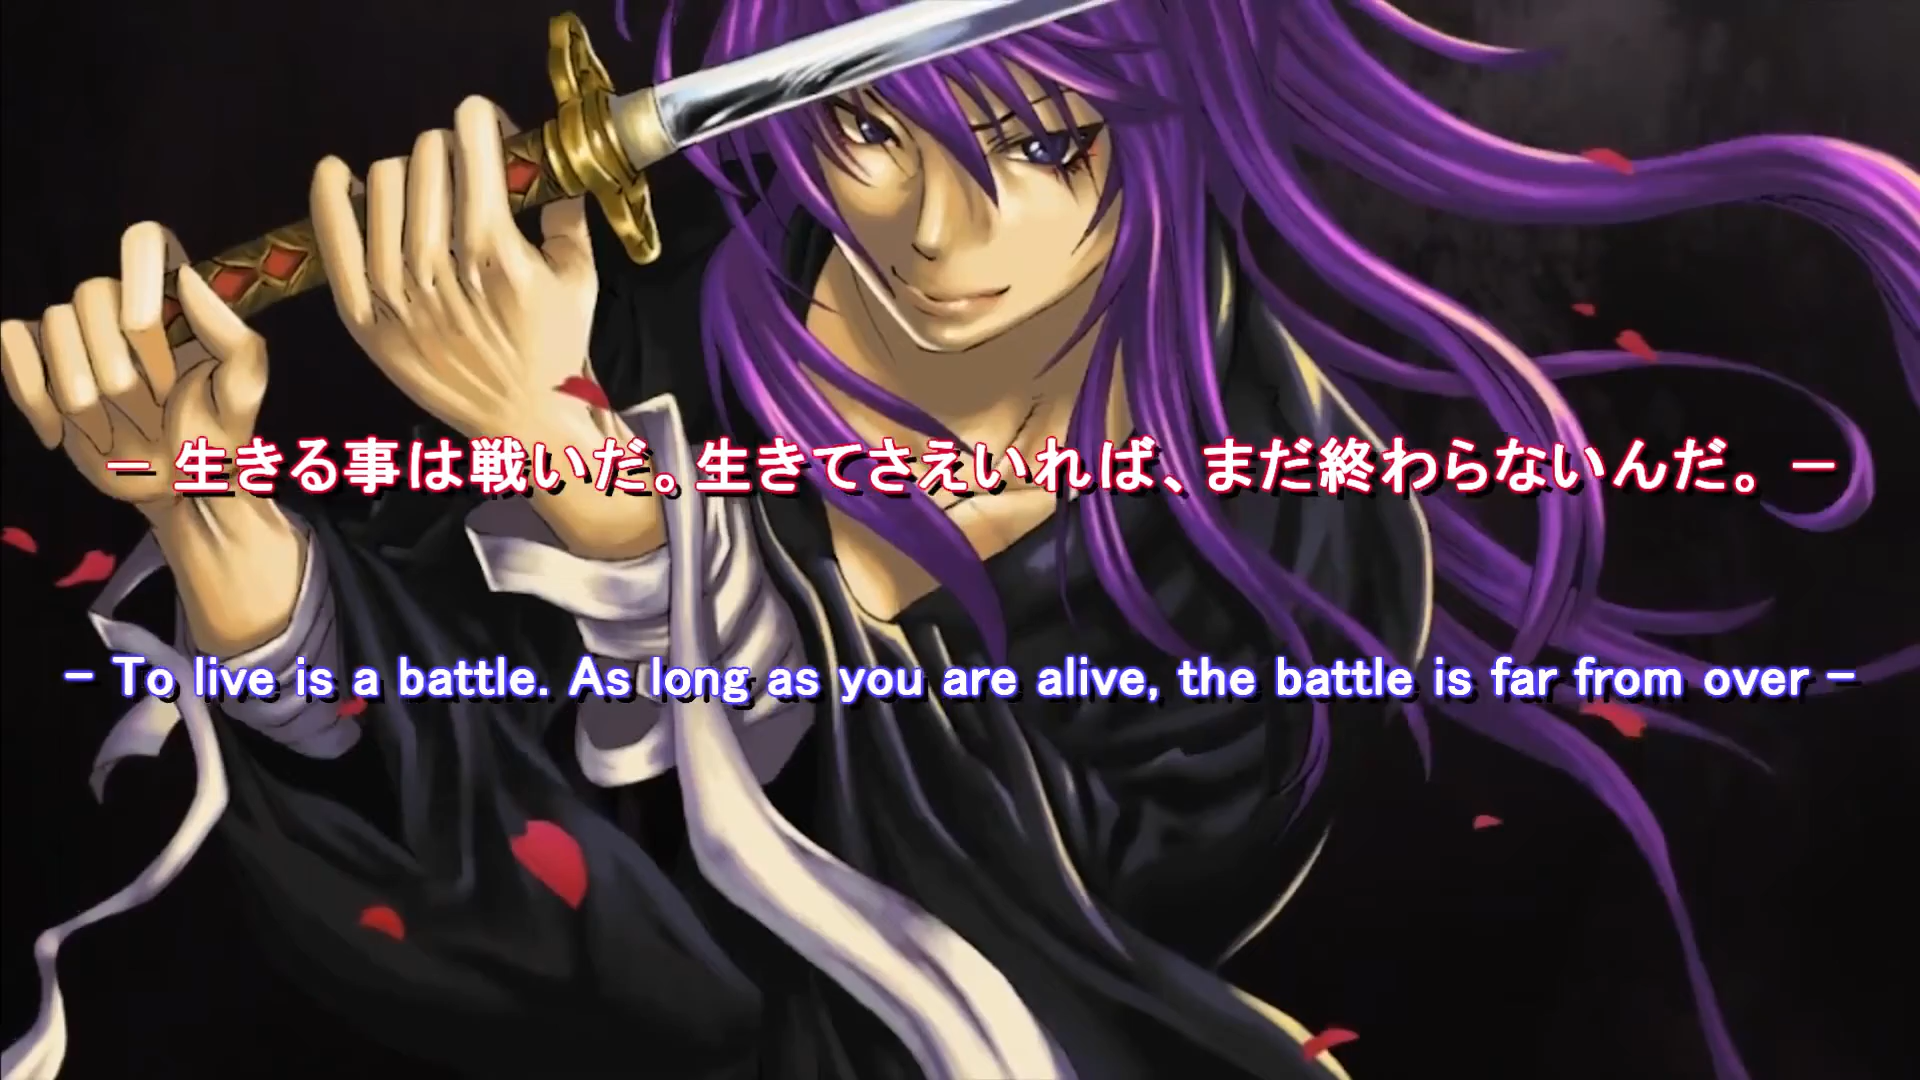 — 生きる事は戦いだ。生きてさえいれば、まだ終わらないんだ。 —
- To live is a battle. As long as you are alive, the battle is far from over -